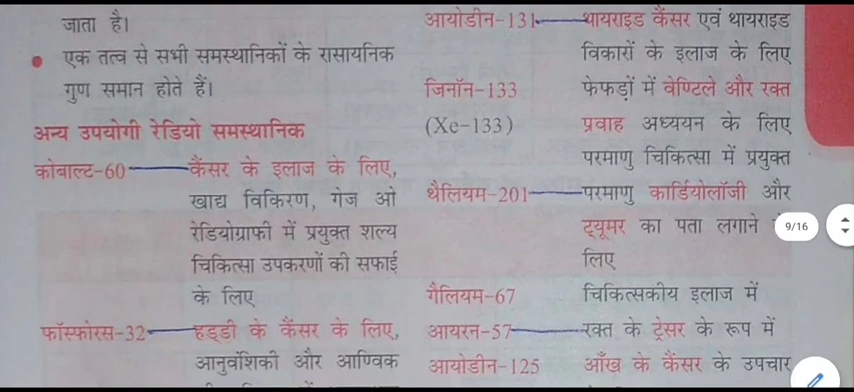 जाता है।
एक तत्व से सभी समस्थानिकों के रासायनिक
गुण समान होते हैं।
अन्य उपयोगी रेडियो समस्थानिक
कोबाल्ट-60 कैंसर के इलाज के लिए,
खाद्य विकिरण, गेज ओ
रेडियोग्राफी में प्रयुक्त शल्य
चिकित्सा उपकरणों की सफाई
के लिए
फॉस्फोरस-32 हड्डी के कैंसर के लिए,
आनुवंशिकी और आण्विक
आयोडीन-131 थायराइड कैंसर एवं थायराइड
विकारों के इलाज के लिए
जिनॉन-133 फेफड़ों में वेण्टिले और रक्त
(Xe-133) प्रवाह अध्ययन के लिए
परमाणु चिकित्सा में प्रयुक्त
थैलियम-201 परमाणु कार्डियोलॉजी और
ट्यूमर का पता लगाने
लिए
गैलियम-67 चिकित्सकीय इलाज में
आयरन-57 रक्त के ट्रेसर के रूप में
आयोडीन-125 आँख के कैंसर के उपचार
9/16